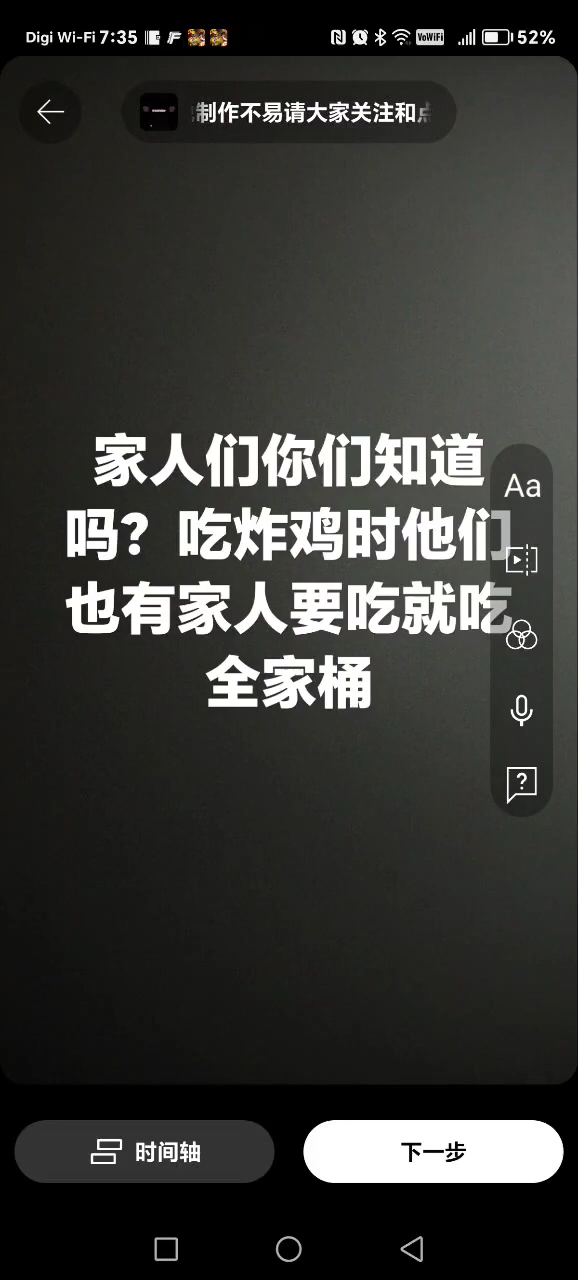 Digi Wi-Fi 7:35
VoWiFi 52%
制作不易请大家关注和点
家人们你们知道
吗？吃炸鸡时他们
也有家人要吃就吃
全家桶
Aa
?
时间轴
下一步